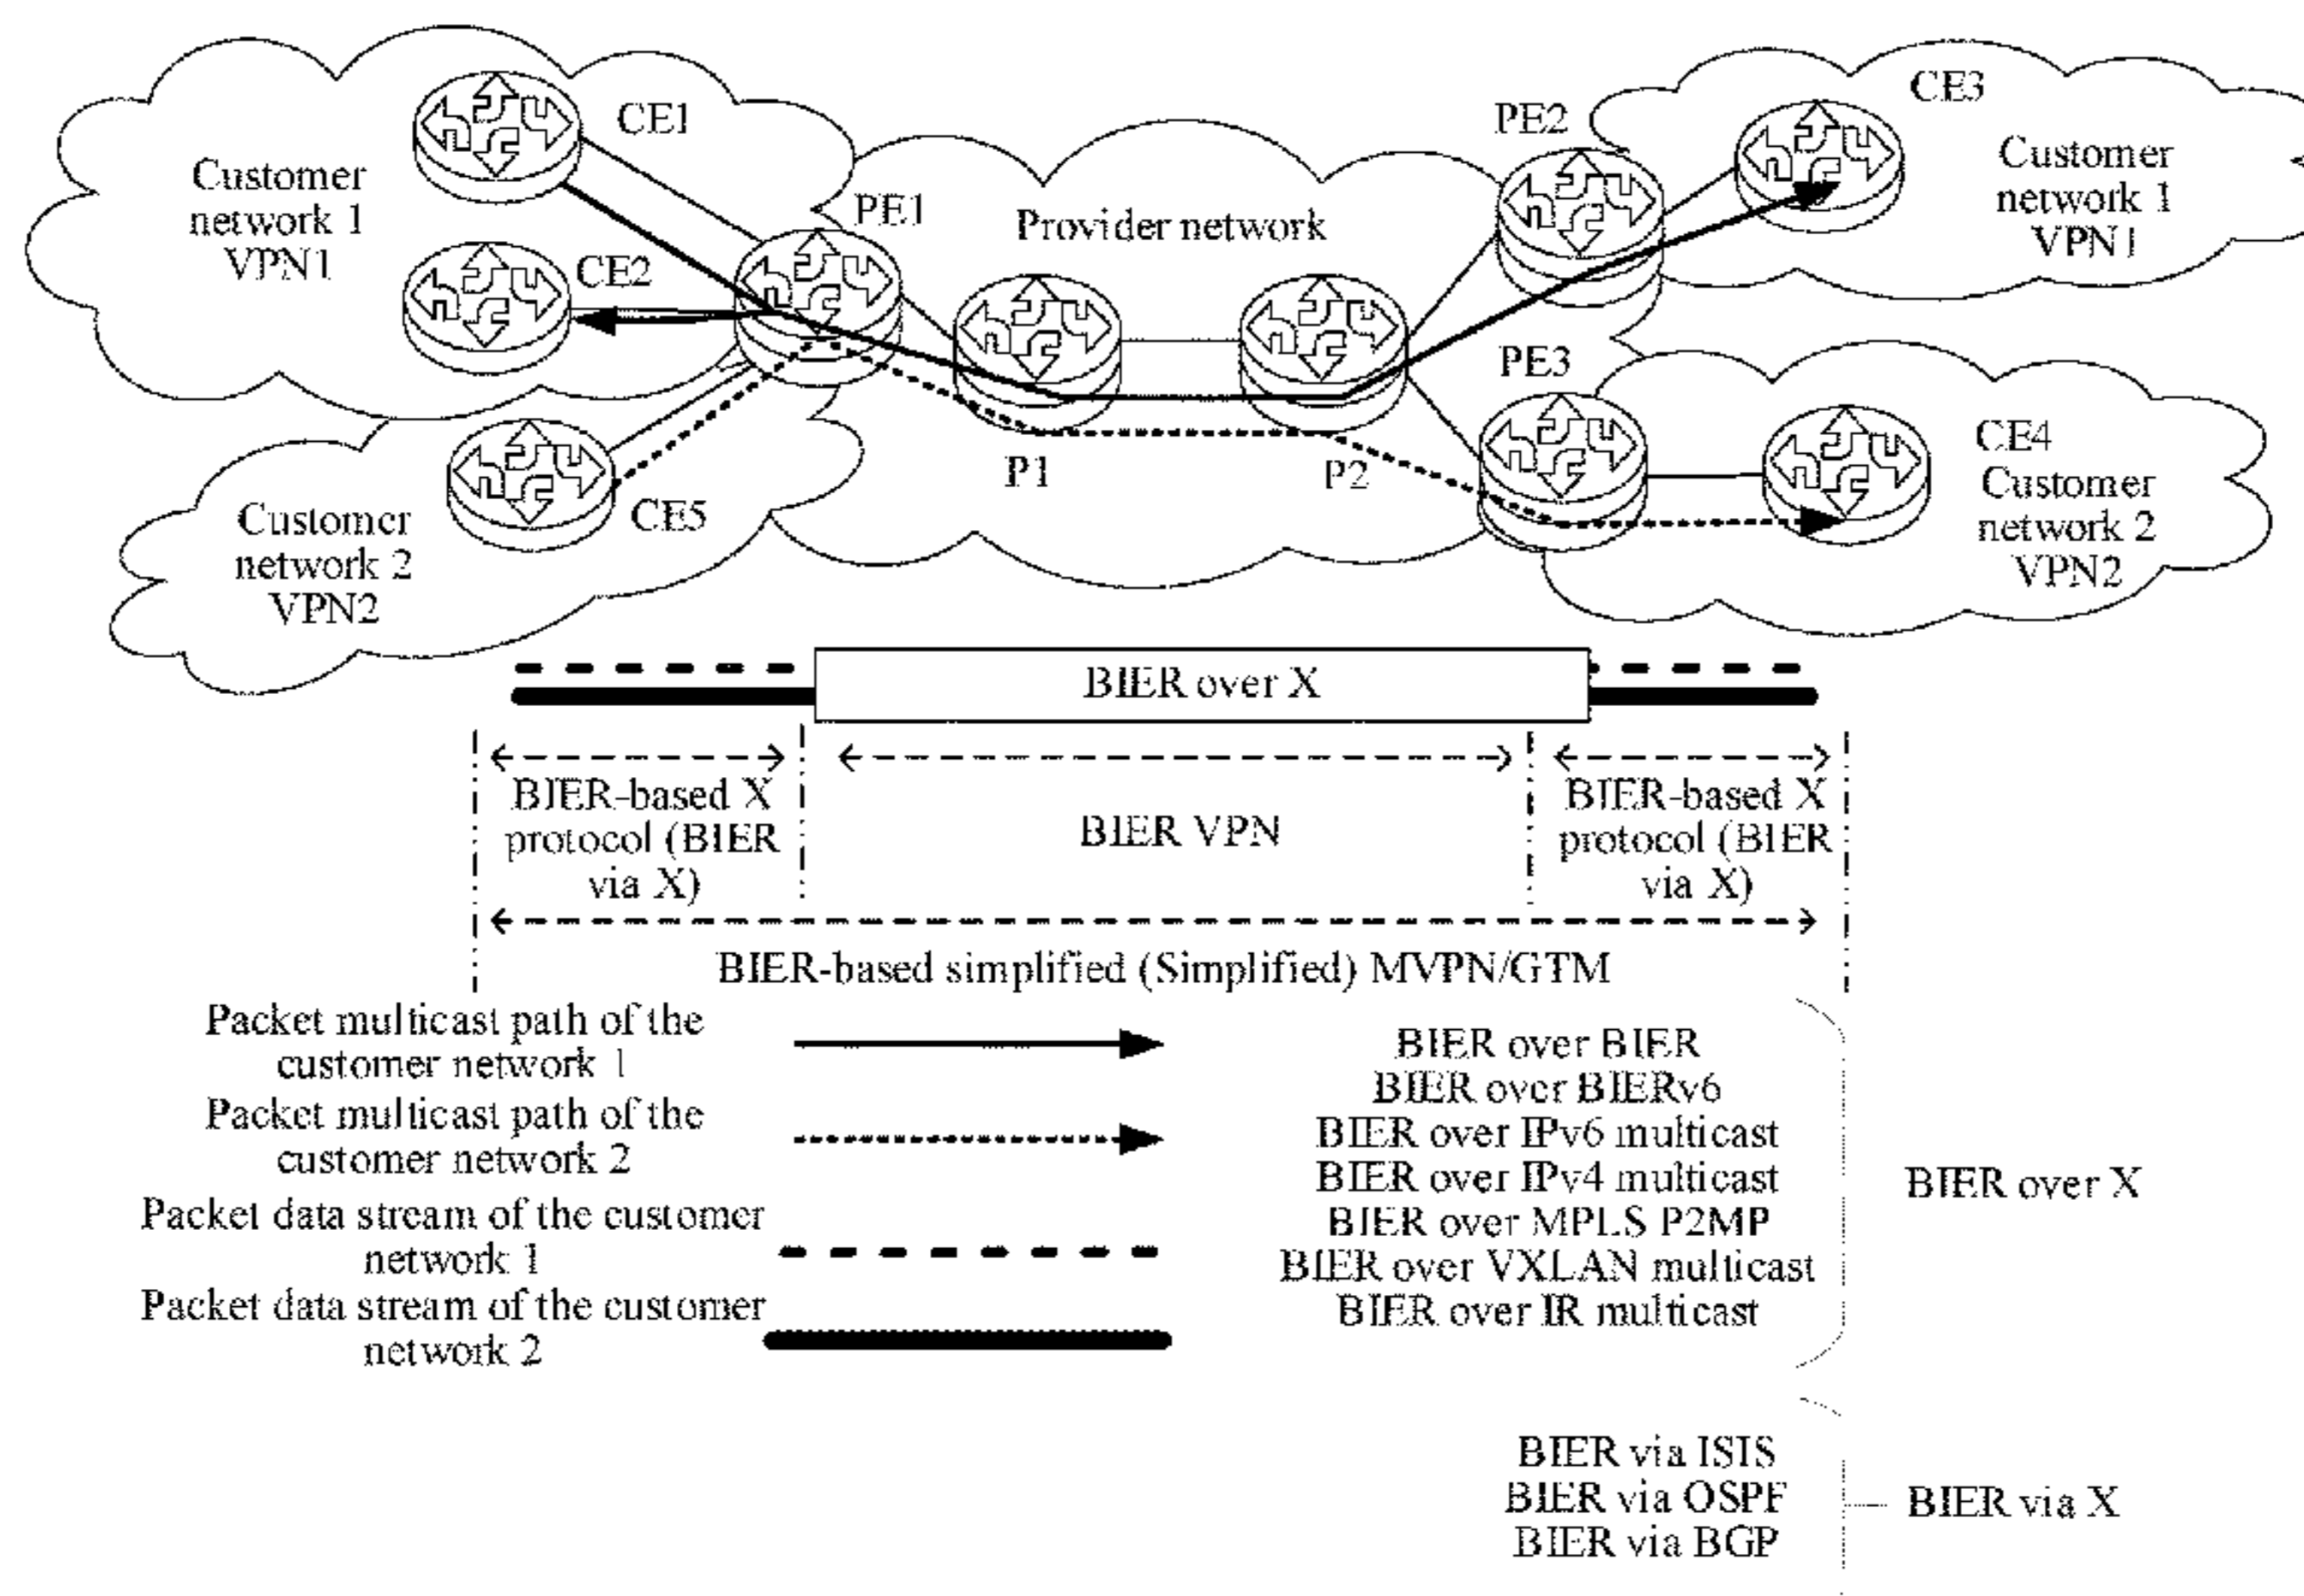 CE1
Customer
network 1
VPN1
CE2
PE1
Provider network
PE2
CE3
Customer
network 1
VPN1
P1
P2
PE3
CE4
Customer
network 2
VPN2
Customer
network 2
VPN2
CE5
BIER over X
BIER-based X
protocol (BIER
via X)
BIER VPN
BIER-based X
protocol (BIER
via X)
BIER-based simplified (Simplified) MVPN/GTM
Packet multicast path of the
customer network 1
Packet multicast path of the
customer network 2
Packet data stream of the customer
network 1
Packet data stream of the customer
network 2
BIER over BIER
BIER over BIERv6
BIER over IPv6 multicast
BIER over IPv4 multicast
BIER over MPLS P2MP
BIER over VXLAN multicast
BIER over IR multicast
BIER over X
BIER via ISIS
BIER via OSPF
BIER via BGP
BIER via X